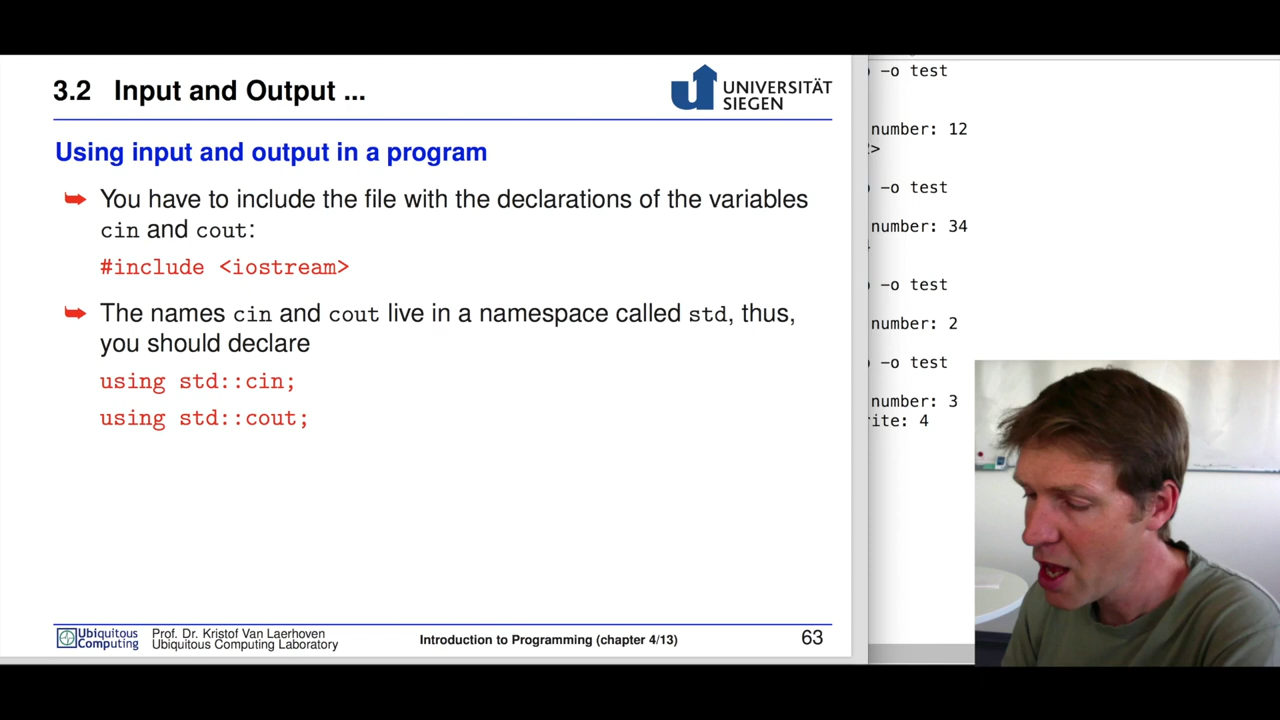 3.2 Input and Output ...
UNIVERSITÄT
SIEGEN
Using input and output in a program
You have to include the file with the declarations of the variables
cin and cout:
#include <iostream>
The names cin and cout live in a namespace called std, thus,
you should declare
using std::cin;
using std::cout;
Ubiquitous
Computing
Prof. Dr. Kristof Van Laerhoven
Ubiquitous Computing Laboratory
Introduction to Programming (chapter 4/13)
63
-o test
number: 12
>
-o test
number: 34
-o test
number: 2
-o test
number: 3
rite: 4